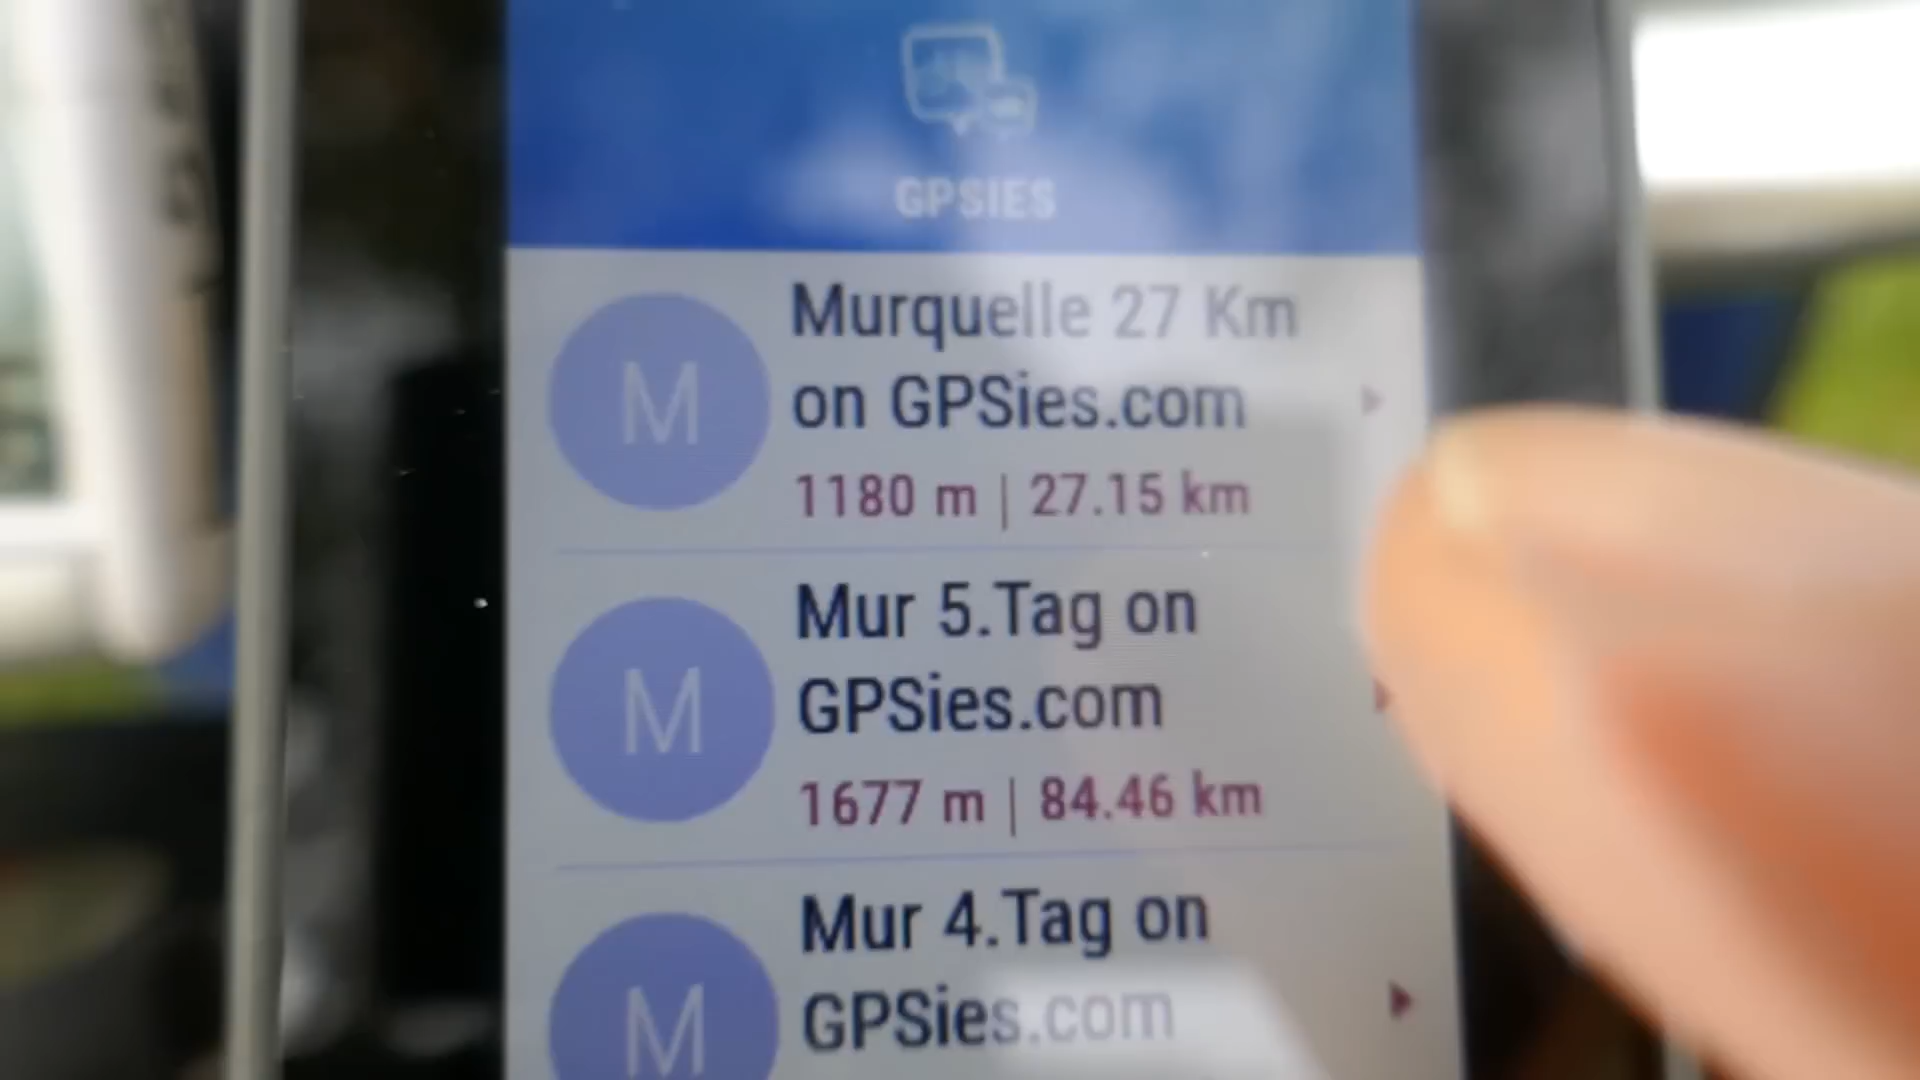 GPSIES
Murquelle 27 Km
on GPSies.com
M
1180 m | 27.15 km
Mur 5.Tag on
GPSies.com
M
1677 m | 84.46 km
Mur 4.Tag on
GPSies.com
M